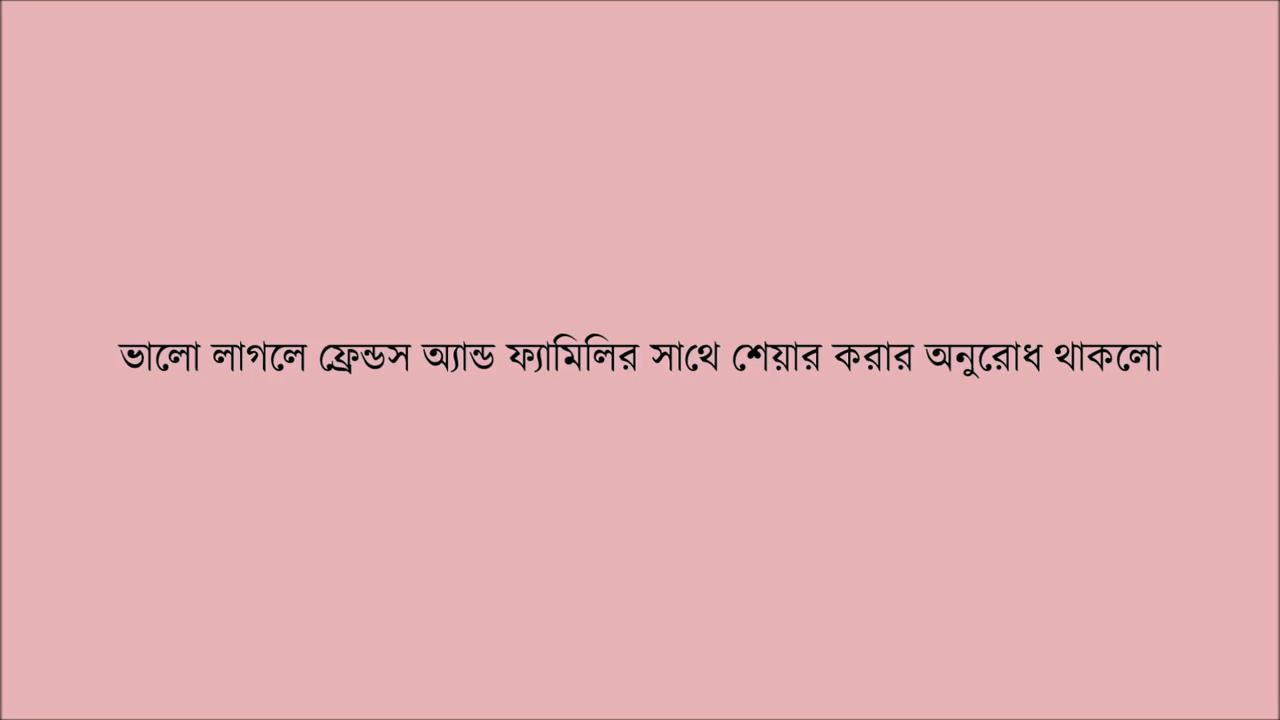 ভালো লাগলে ফ্রেন্ডস অ্যান্ড ফ্যামিলির সাথে শেয়ার করার অনুরোধ থাকলো